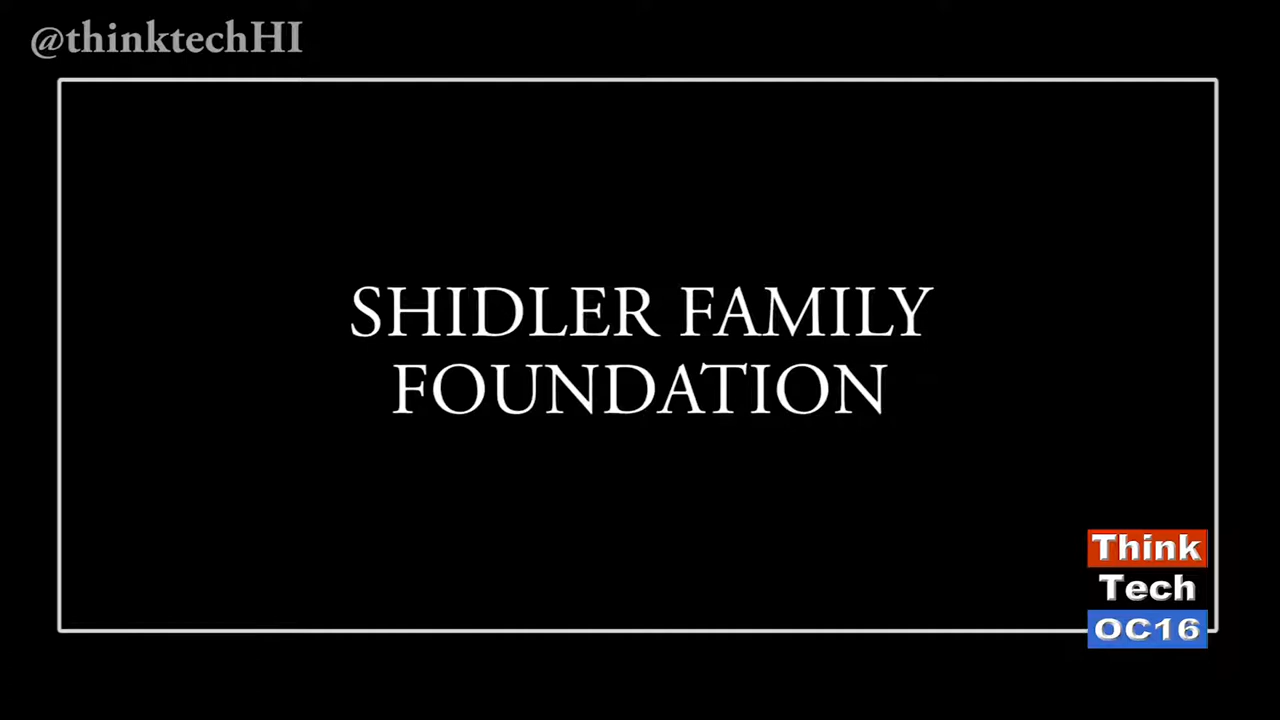 @thinktechHI
SHIDLER FAMILY
FOUNDATION
Think
Tech
OC16